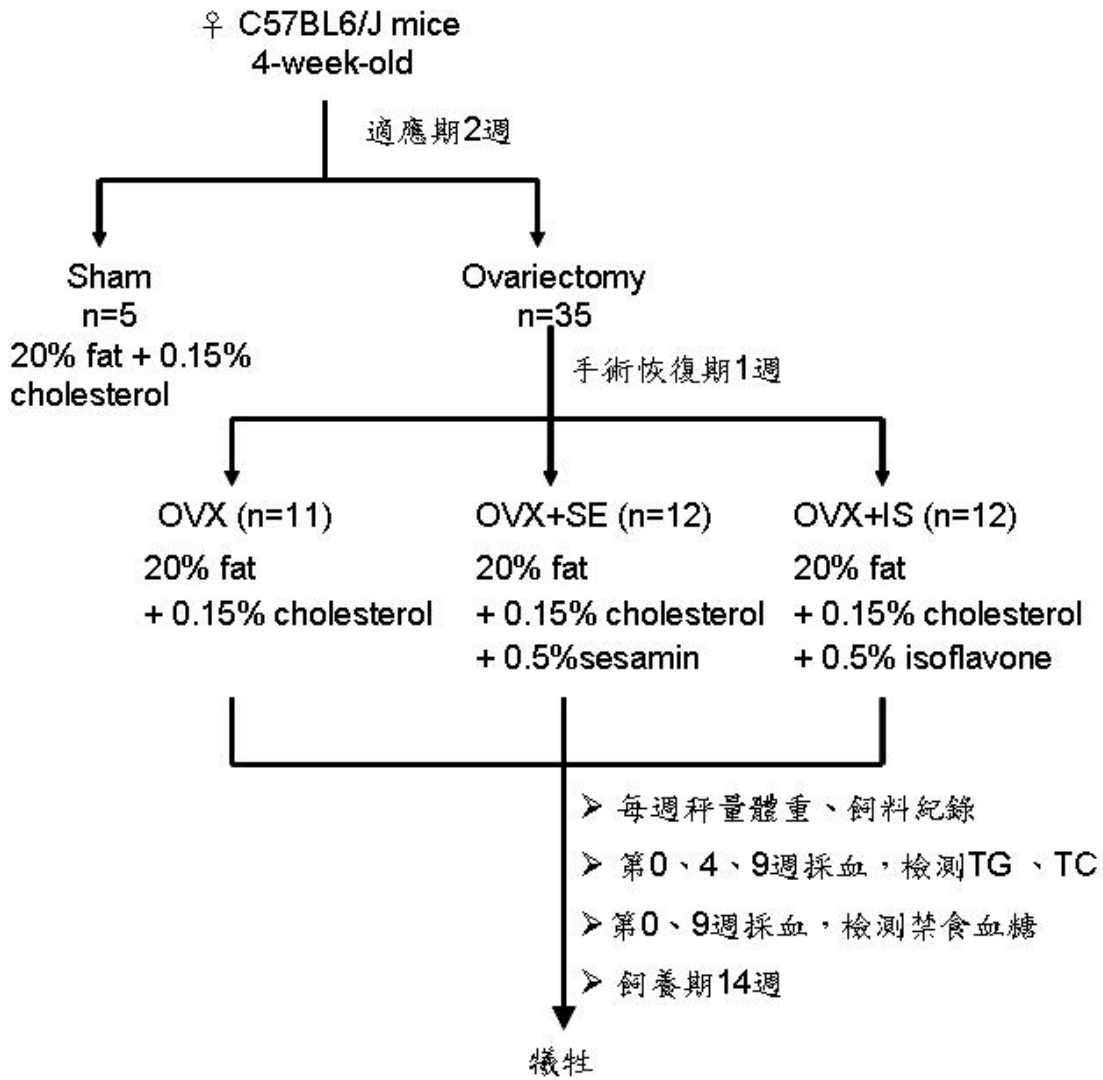 ♀ C57BL6/J mice
4-week-old
適應期2週
Sham
n=5
20% fat + 0.15%
cholesterol
Ovariectomy
n=35
手術恢復期1週
OVX (n=11)
20% fat
+ 0.15% cholesterol
OVX+SE (n=12)
20% fat
+ 0.15% cholesterol
+ 0.5%sesamin
OVX+IS (n=12)
20% fat
+ 0.15% cholesterol
+ 0.5% isoflavone
➢ 每週秤量體重、飼料紀錄
➢ 第0、4、9週採血，檢測TG 、TC
➢ 第0、9週採血，檢測禁食血糖
➢ 飼養期14週
犧牲